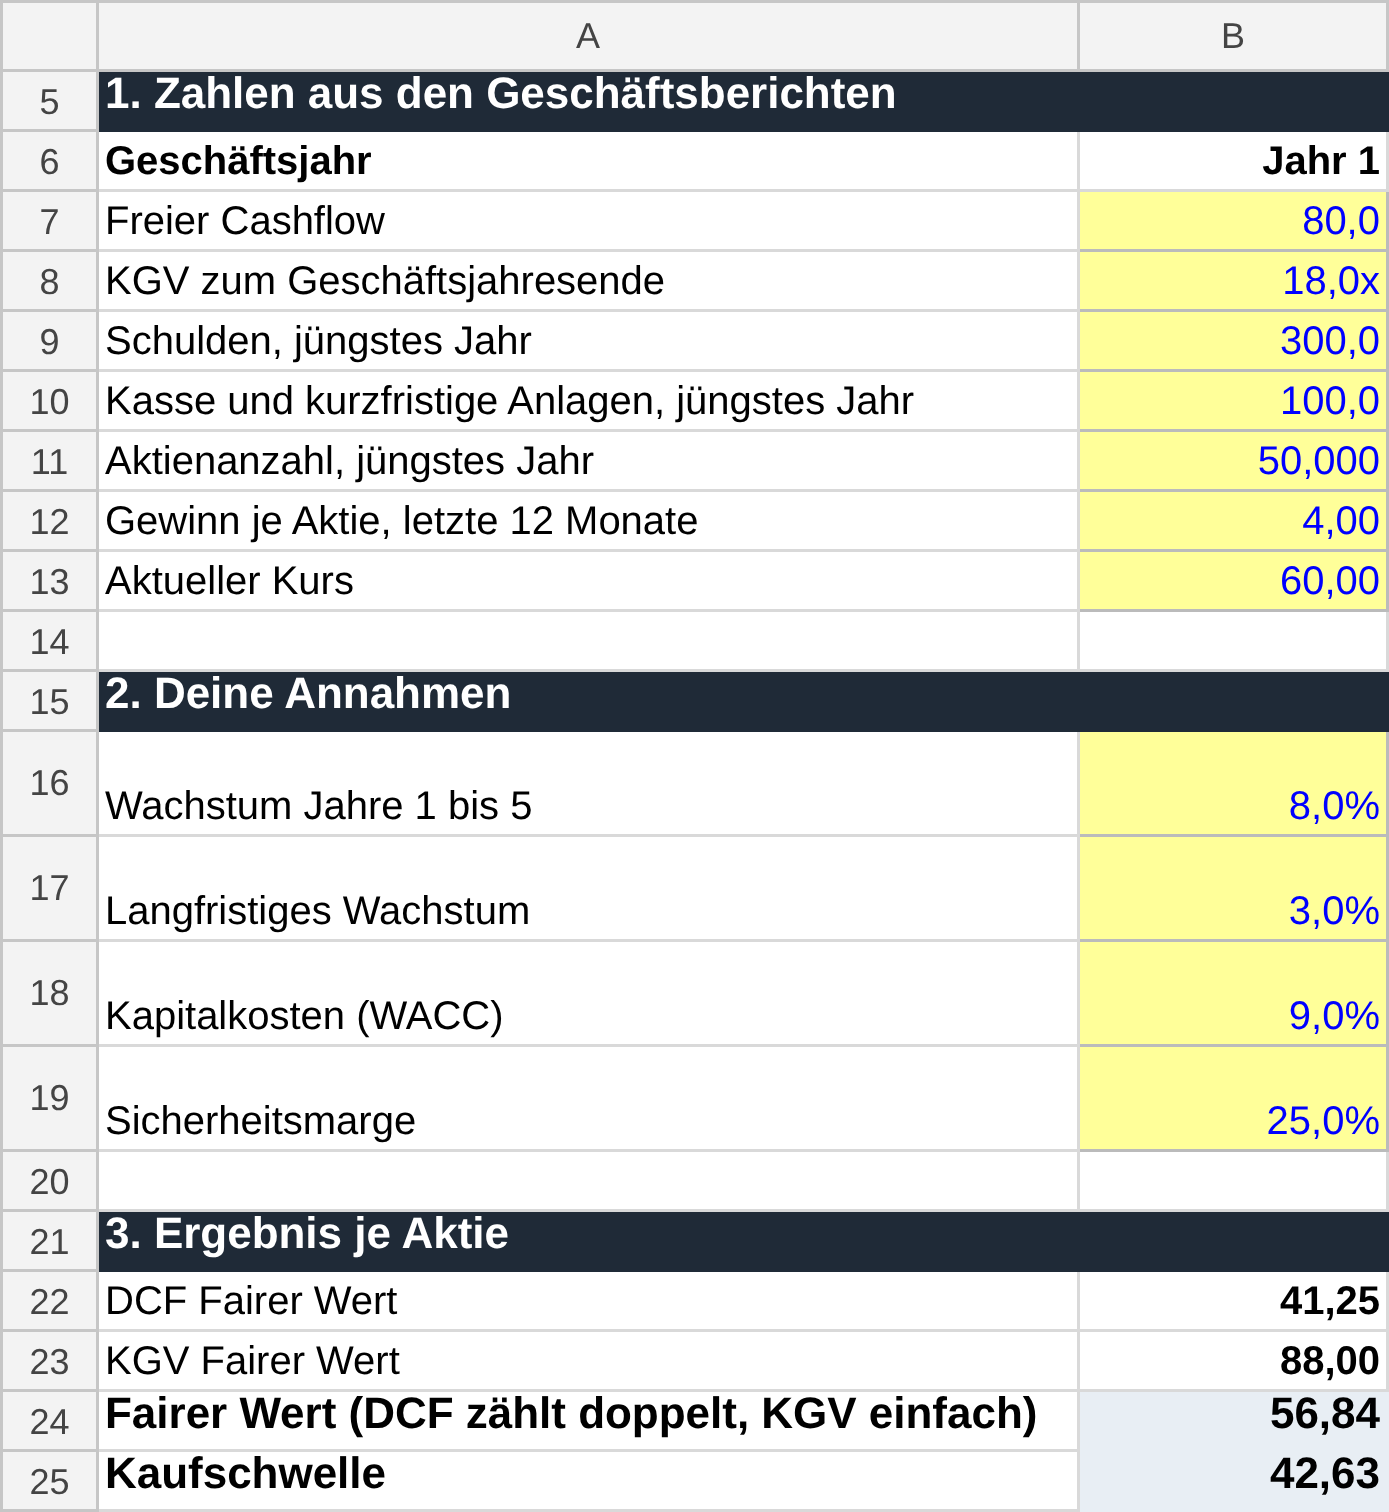 A B
5 1. Zahlen aus den Geschäftsberichten
6 Geschäftsjahr Jahr 1
7 Freier Cashflow 80,0
8 KGV zum Geschäftsjahresende 18,0x
9 Schulden, jüngstes Jahr 300,0
10 Kasse und kurzfristige Anlagen, jüngstes Jahr 100,0
11 Aktienanzahl, jüngstes Jahr 50,000
12 Gewinn je Aktie, letzte 12 Monate 4,00
13 Aktueller Kurs 60,00
14
15 2. Deine Annahmen
16 Wachstum Jahre 1 bis 5 8,0%
17 Langfristiges Wachstum 3,0%
18 Kapitalkosten (WACC) 9,0%
19 Sicherheitsmarge 25,0%
20
21 3. Ergebnis je Aktie
22 DCF Fairer Wert 41,25
23 KGV Fairer Wert 88,00
24 Fairer Wert (DCF zählt doppelt, KGV einfach) 56,84
25 Kaufschwelle 42,63